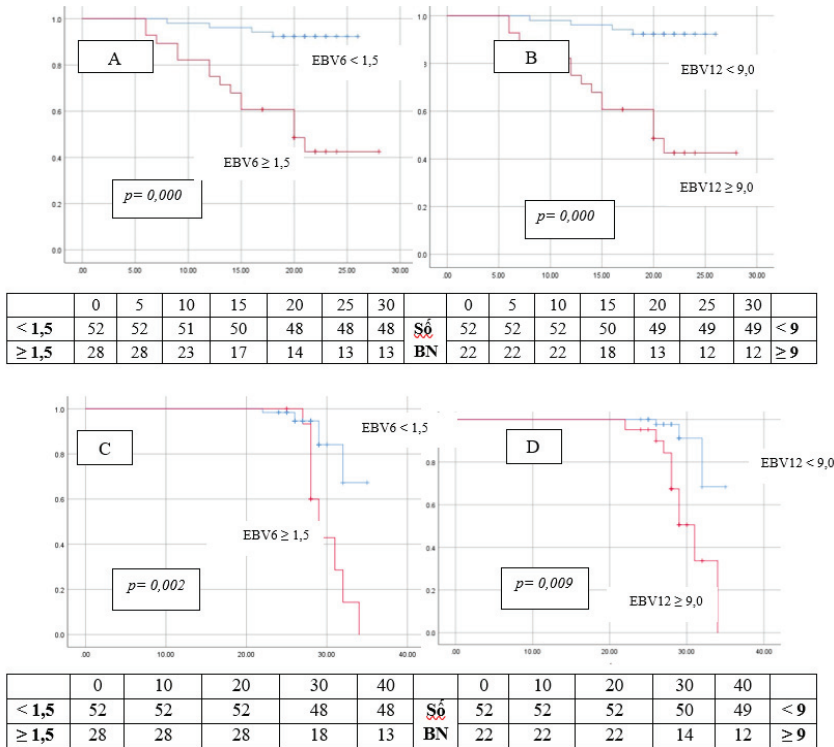 1.0 1.0
A EBV6 < 1,5 B EBV12 < 9,0
0.8 8
0.6 0.6
0.4 EBV6 ≥ 1,5 0.4
p= 0,000 EBV12 ≥ 9,0
0.2 0.2 p= 0,000
0.0 0.0
.00 5.00 10.00 15.00 20.00 25.00 30.00 .00 5.00 10.00 15.00 20.00 25.00 30.00
0 5 10 15 20 25 30 0 5 10 15 20 25 30
< 1,5 52 52 51 50 48 48 48 Số 52 52 52 50 49 49 49 < 9
≥ 1,5 28 28 23 17 14 13 13 BN 22 22 22 18 13 12 12 ≥ 9
1.0
C EBV6 < 1,5 D EBV12 < 9,0
0.8 0.8
0.6 EBV6 ≥ 1,5 0.6
0.4 0.4
p= 0,002 p= 0,009 EBV12 ≥ 9,0
0.2 0.2
0.0 0.0
.00 10.00 20.00 30.00 40.00 .00 10.00 20.00 30.00 40.00
0 10 20 30 40 0 10 20 30 40
< 1,5 52 52 52 48 48 Số 52 52 52 50 49 < 9
≥ 1,5 28 28 28 18 13 BN 22 22 22 14 12 ≥ 9